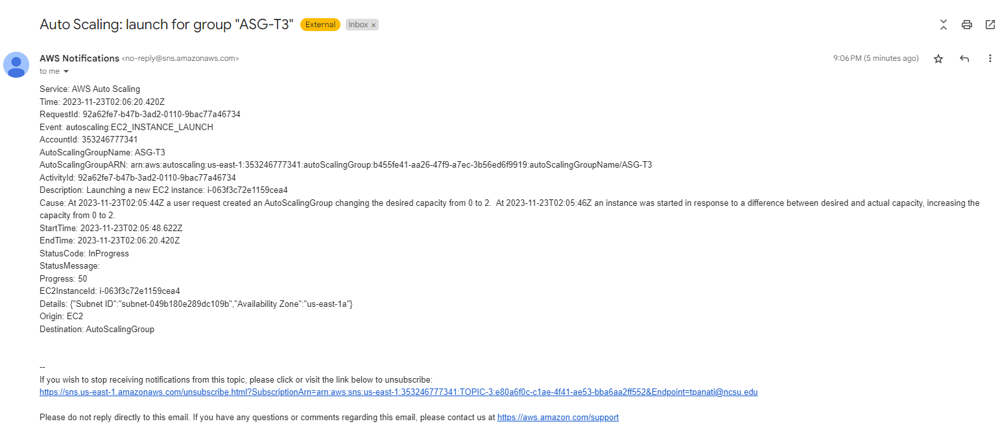 Auto Scaling: launch for group "ASG-T3" External Inbox ×
AWS Notifications <no-reply@sns.amazonaws.com> 9:06 PM (5 minutes ago)
to me
Service: AWS Auto Scaling
Time: 2023-11-23T02:06:20.420Z
RequestId: 92a62fe7-b47b-3ad2-0110-9bac77a46734
Event: autoscaling:EC2_INSTANCE_LAUNCH
AccountId: 353246777341
AutoScalingGroupName: ASG-T3
AutoScalingGroupARN: arn:aws:autoscaling:us-east-1:353246777341:autoScalingGroup:b455fe41-aa26-47f9-a7ec-3b56ed6f9919:autoScalingGroupName/ASG-T3
ActivityId: 92a62fe7-b47b-3ad2-0110-9bac77a46734
Description: Launching a new EC2 instance: i-063f3c72e1159cea4
Cause: At 2023-11-23T02:05:44Z a user request created an AutoScalingGroup changing the desired capacity from 0 to 2.  At 2023-11-23T02:05:46Z an instance was started in response to a difference between desired and actual capacity, increasing the
capacity from 0 to 2.
StartTime: 2023-11-23T02:05:48.622Z
EndTime: 2023-11-23T02:06:20.420Z
StatusCode: InProgress
StatusMessage:
Progress: 50
EC2InstanceId: i-063f3c72e1159cea4
Details: {"Subnet ID":"subnet-049b180e289dc109b","Availability Zone":"us-east-1a"}
Origin: EC2
Destination: AutoScalingGroup
--
If you wish to stop receiving notifications from this topic, please click or visit the link below to unsubscribe:
https://sns.us-east-1.amazonaws.com/unsubscribe.html?SubscriptionArn=arn:aws:sns:us-east-1:353246777341:TOPIC-3:e80a6f0c-c1ae-4f41-ae53-bba6aa2ff552&Endpoint=tpanati@ncsu.edu
Please do not reply directly to this email. If you have any questions or comments regarding this email, please contact us at https://aws.amazon.com/support